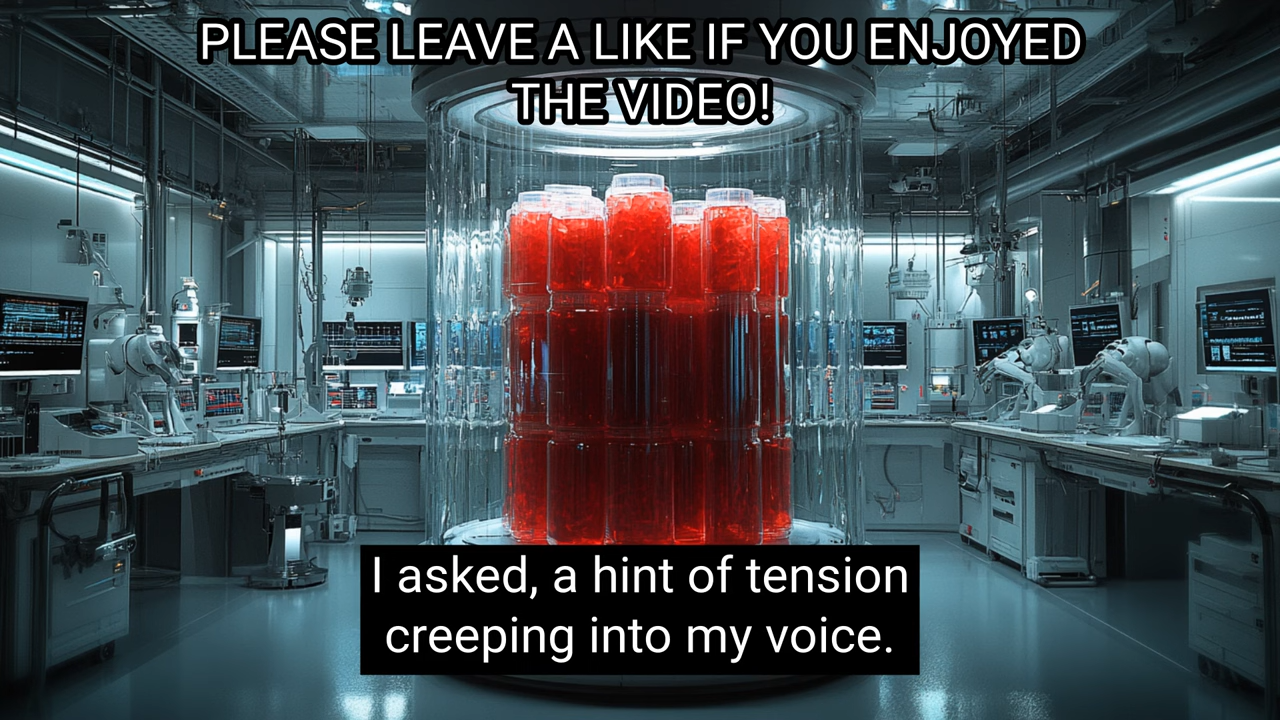 PLEASE LEAVE A LIKE IF YOU ENJOYED
THE VIDEO!
I asked, a hint of tension
creeping into my voice.